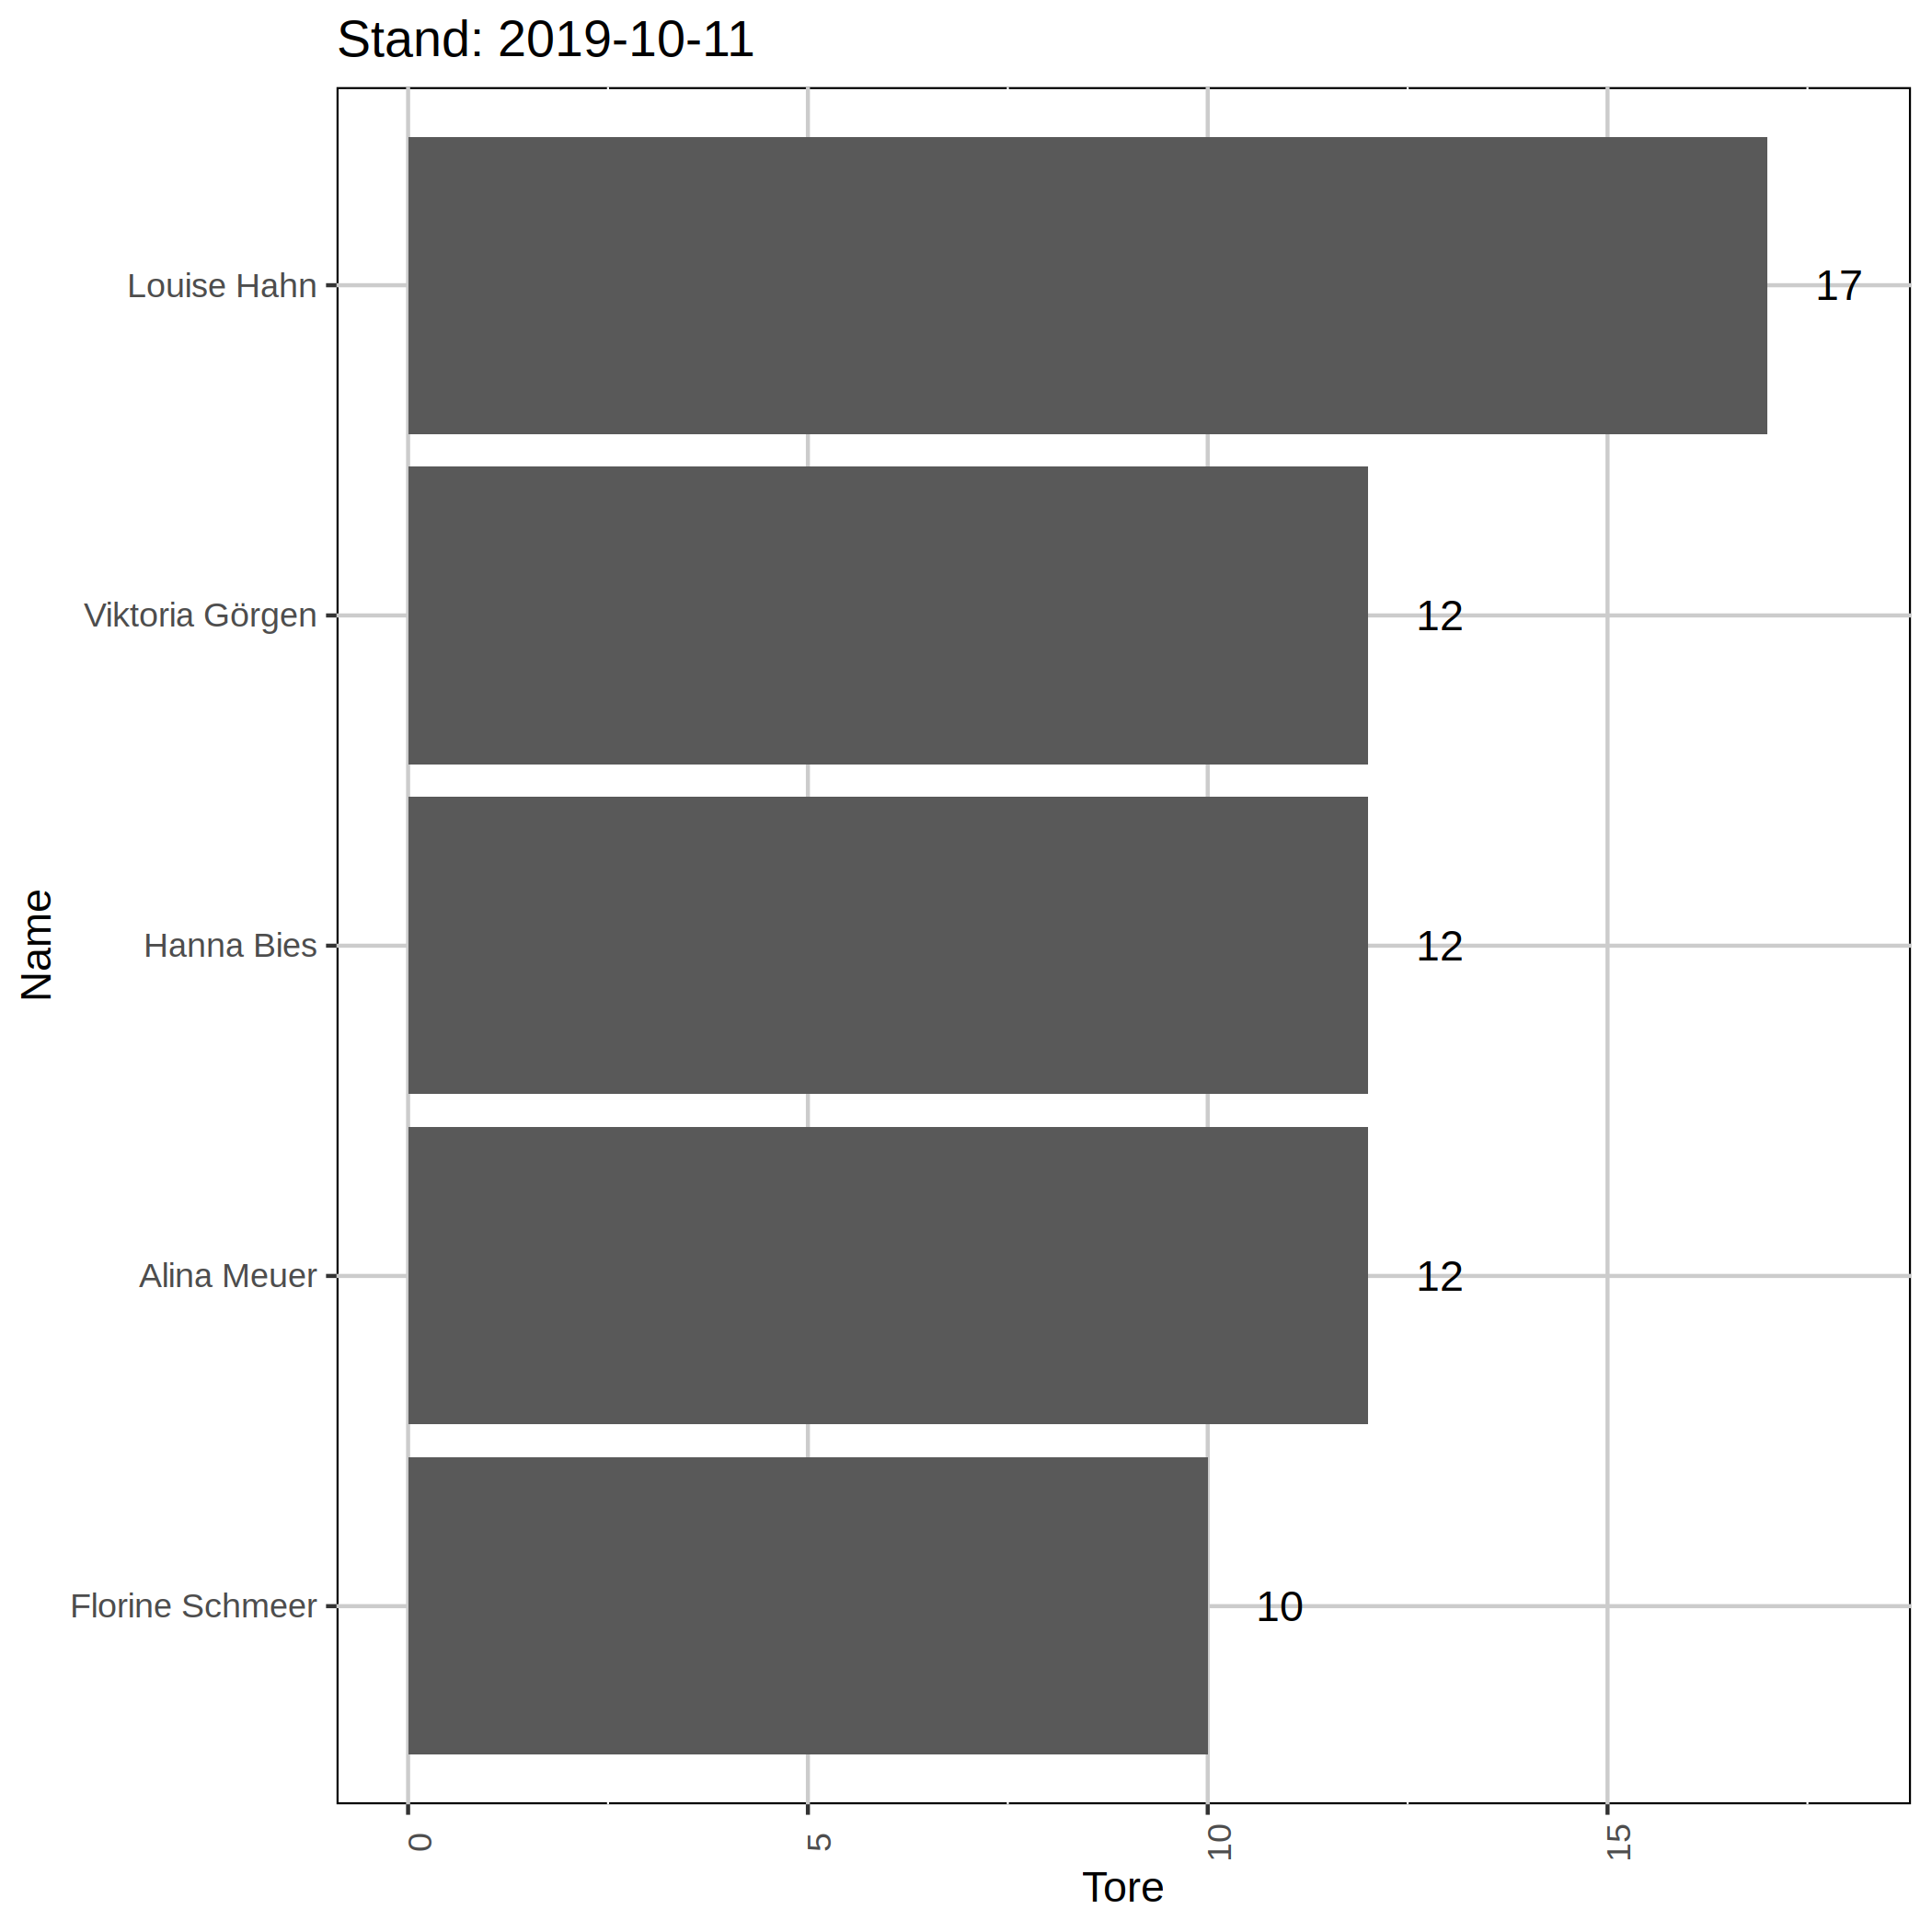 Stand: 2019-10-11
Louise Hahn
17
Viktoria Görgen
12
Hanna Bies
12
Alina Meuer
12
Florine Schmeer
10
Name
0
5
10
15
Tore